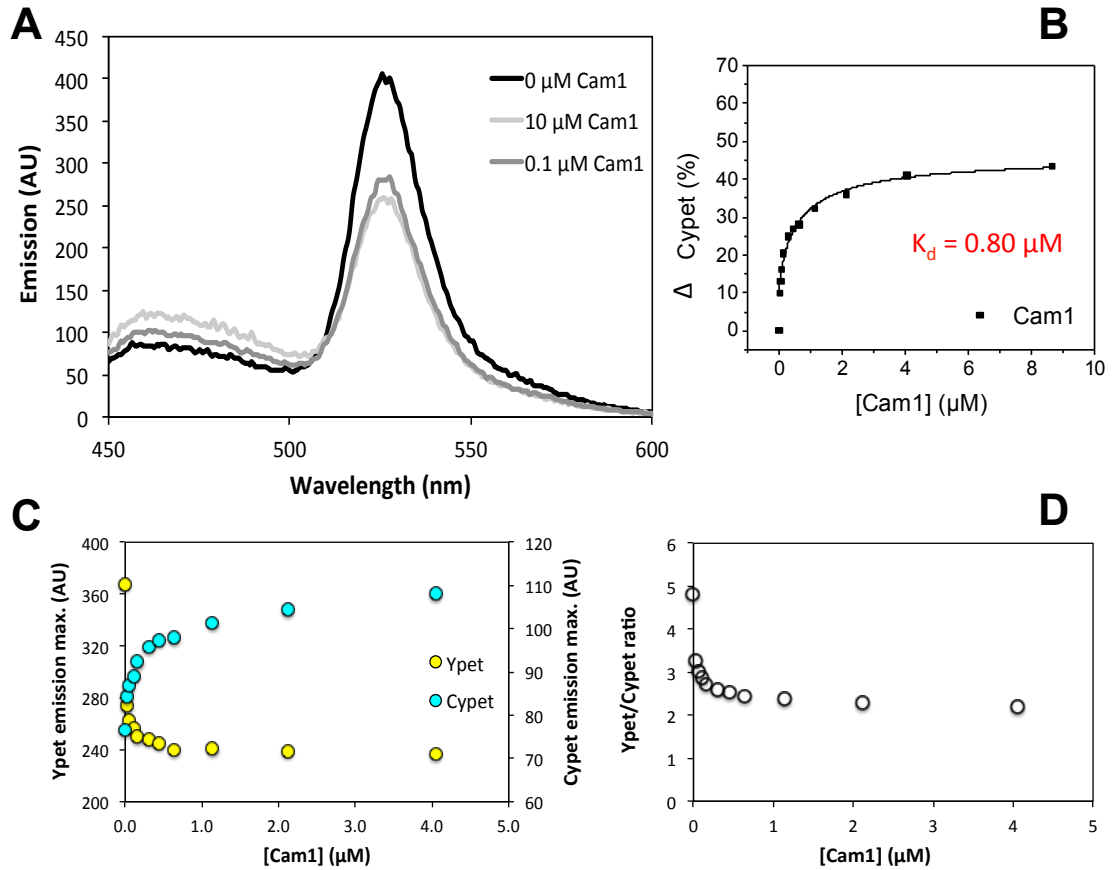 A
450
400
350
300
250
200
150
100
50
0
Emission (AU)
0 µM Cam1
10 µM Cam1
0.1 µM Cam1
450
500
550
600
Wavelength (nm)
B
70
60
50
40
30
20
10
0
Δ Cypet (%)
K_d = 0.80 µM
Cam1
0 2 4 6 8 10
[Cam1] (µM)
C
400
360
320
280
240
200
Ypet emission max. (AU)
120
110
100
90
80
70
60
Cypet emission max. (AU)
Ypet
Cypet
0.0 1.0 2.0 3.0 4.0 5.0
[Cam1] (µM)
D
6
5
4
3
2
1
0
Ypet/Cypet ratio
0 1 2 3 4 5
[Cam1] (µM)